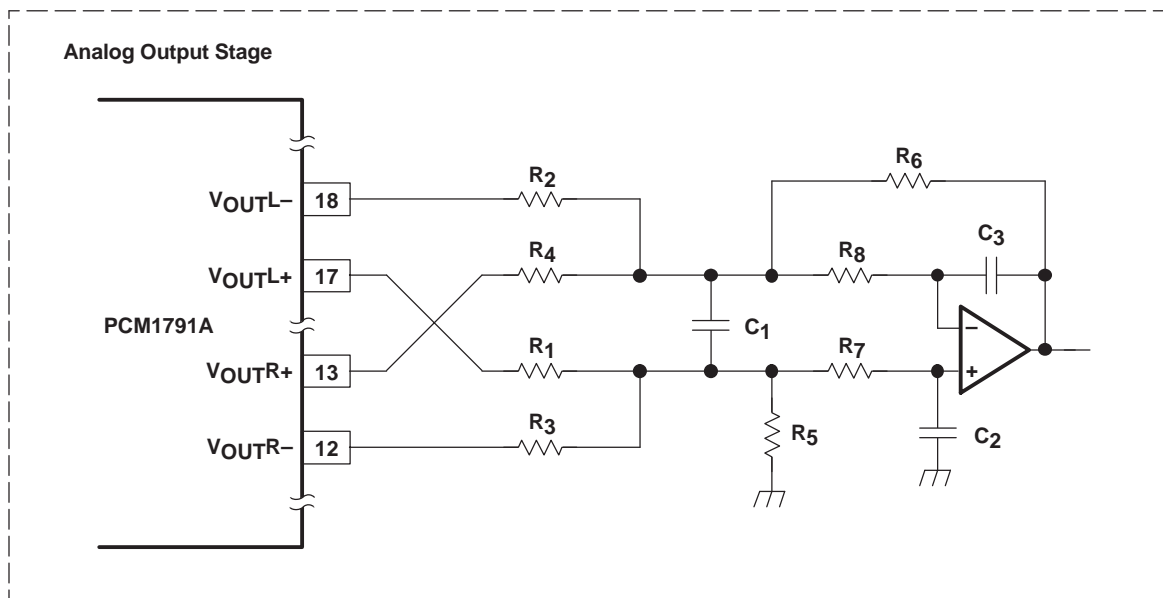 Analog Output Stage
VOUTL– 18
VOUTL+ 17
PCM1791A
VOUTR+ 13
VOUTR– 12
R2
R4
R1
R3
C1
R6
R8
C3
R7
R5
C2
–
+